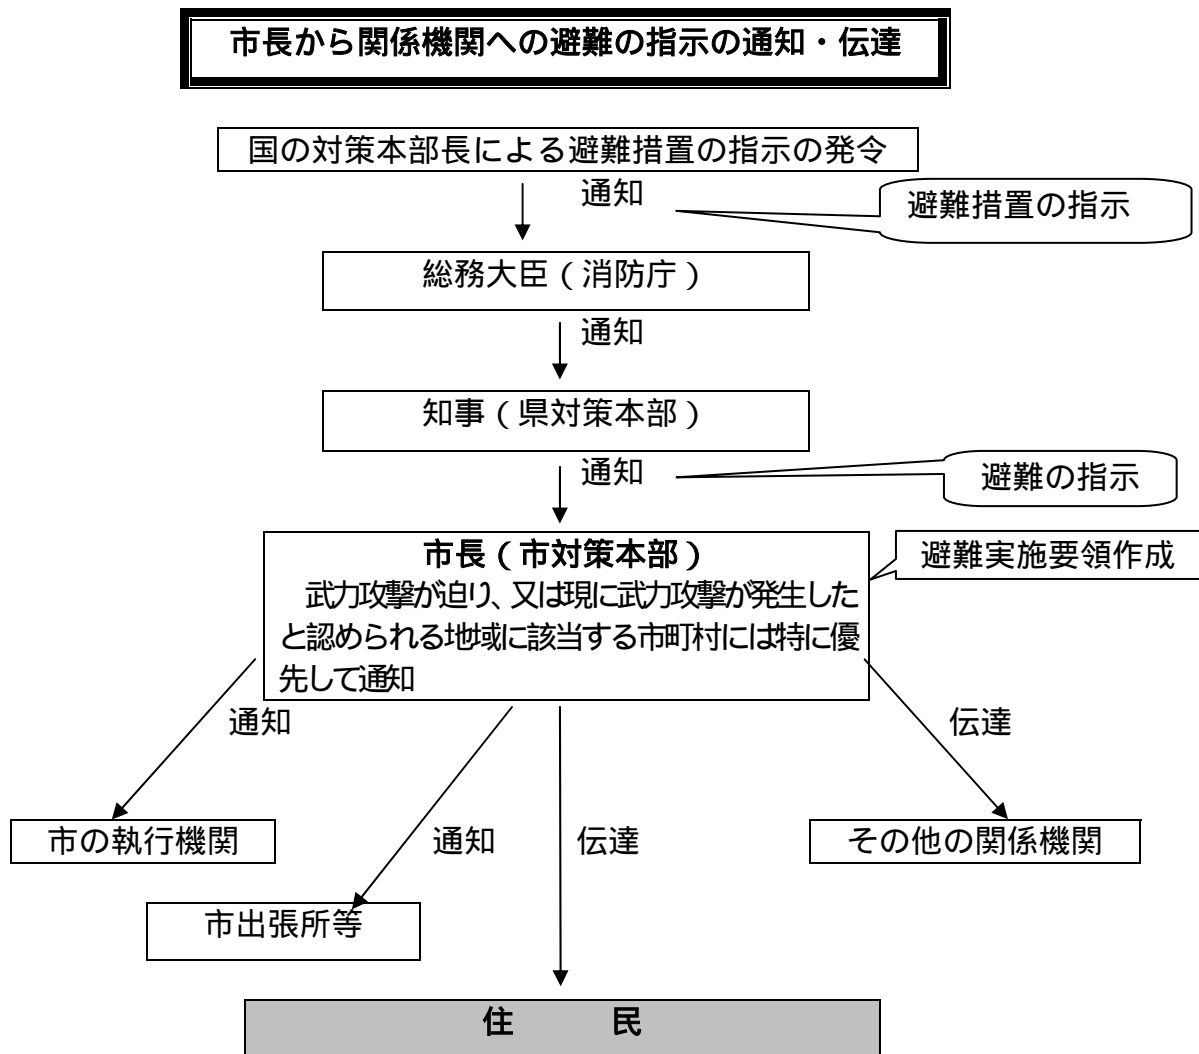 市長から関係機関への避難の指示の通知・伝達
国の対策本部長による避難措置の指示の発令
通知
避難措置の指示
総務大臣（消防庁）
通知
知事（県対策本部）
通知
避難の指示
市長（市対策本部）
避難実施要領作成
武力攻撃が迫り、又は現に武力攻撃が発生した
と認められる地域に該当する市町村には特に優
先して通知
通知
伝達
市の執行機関
通知
伝達
その他の関係機関
市出張所等
住　　　民